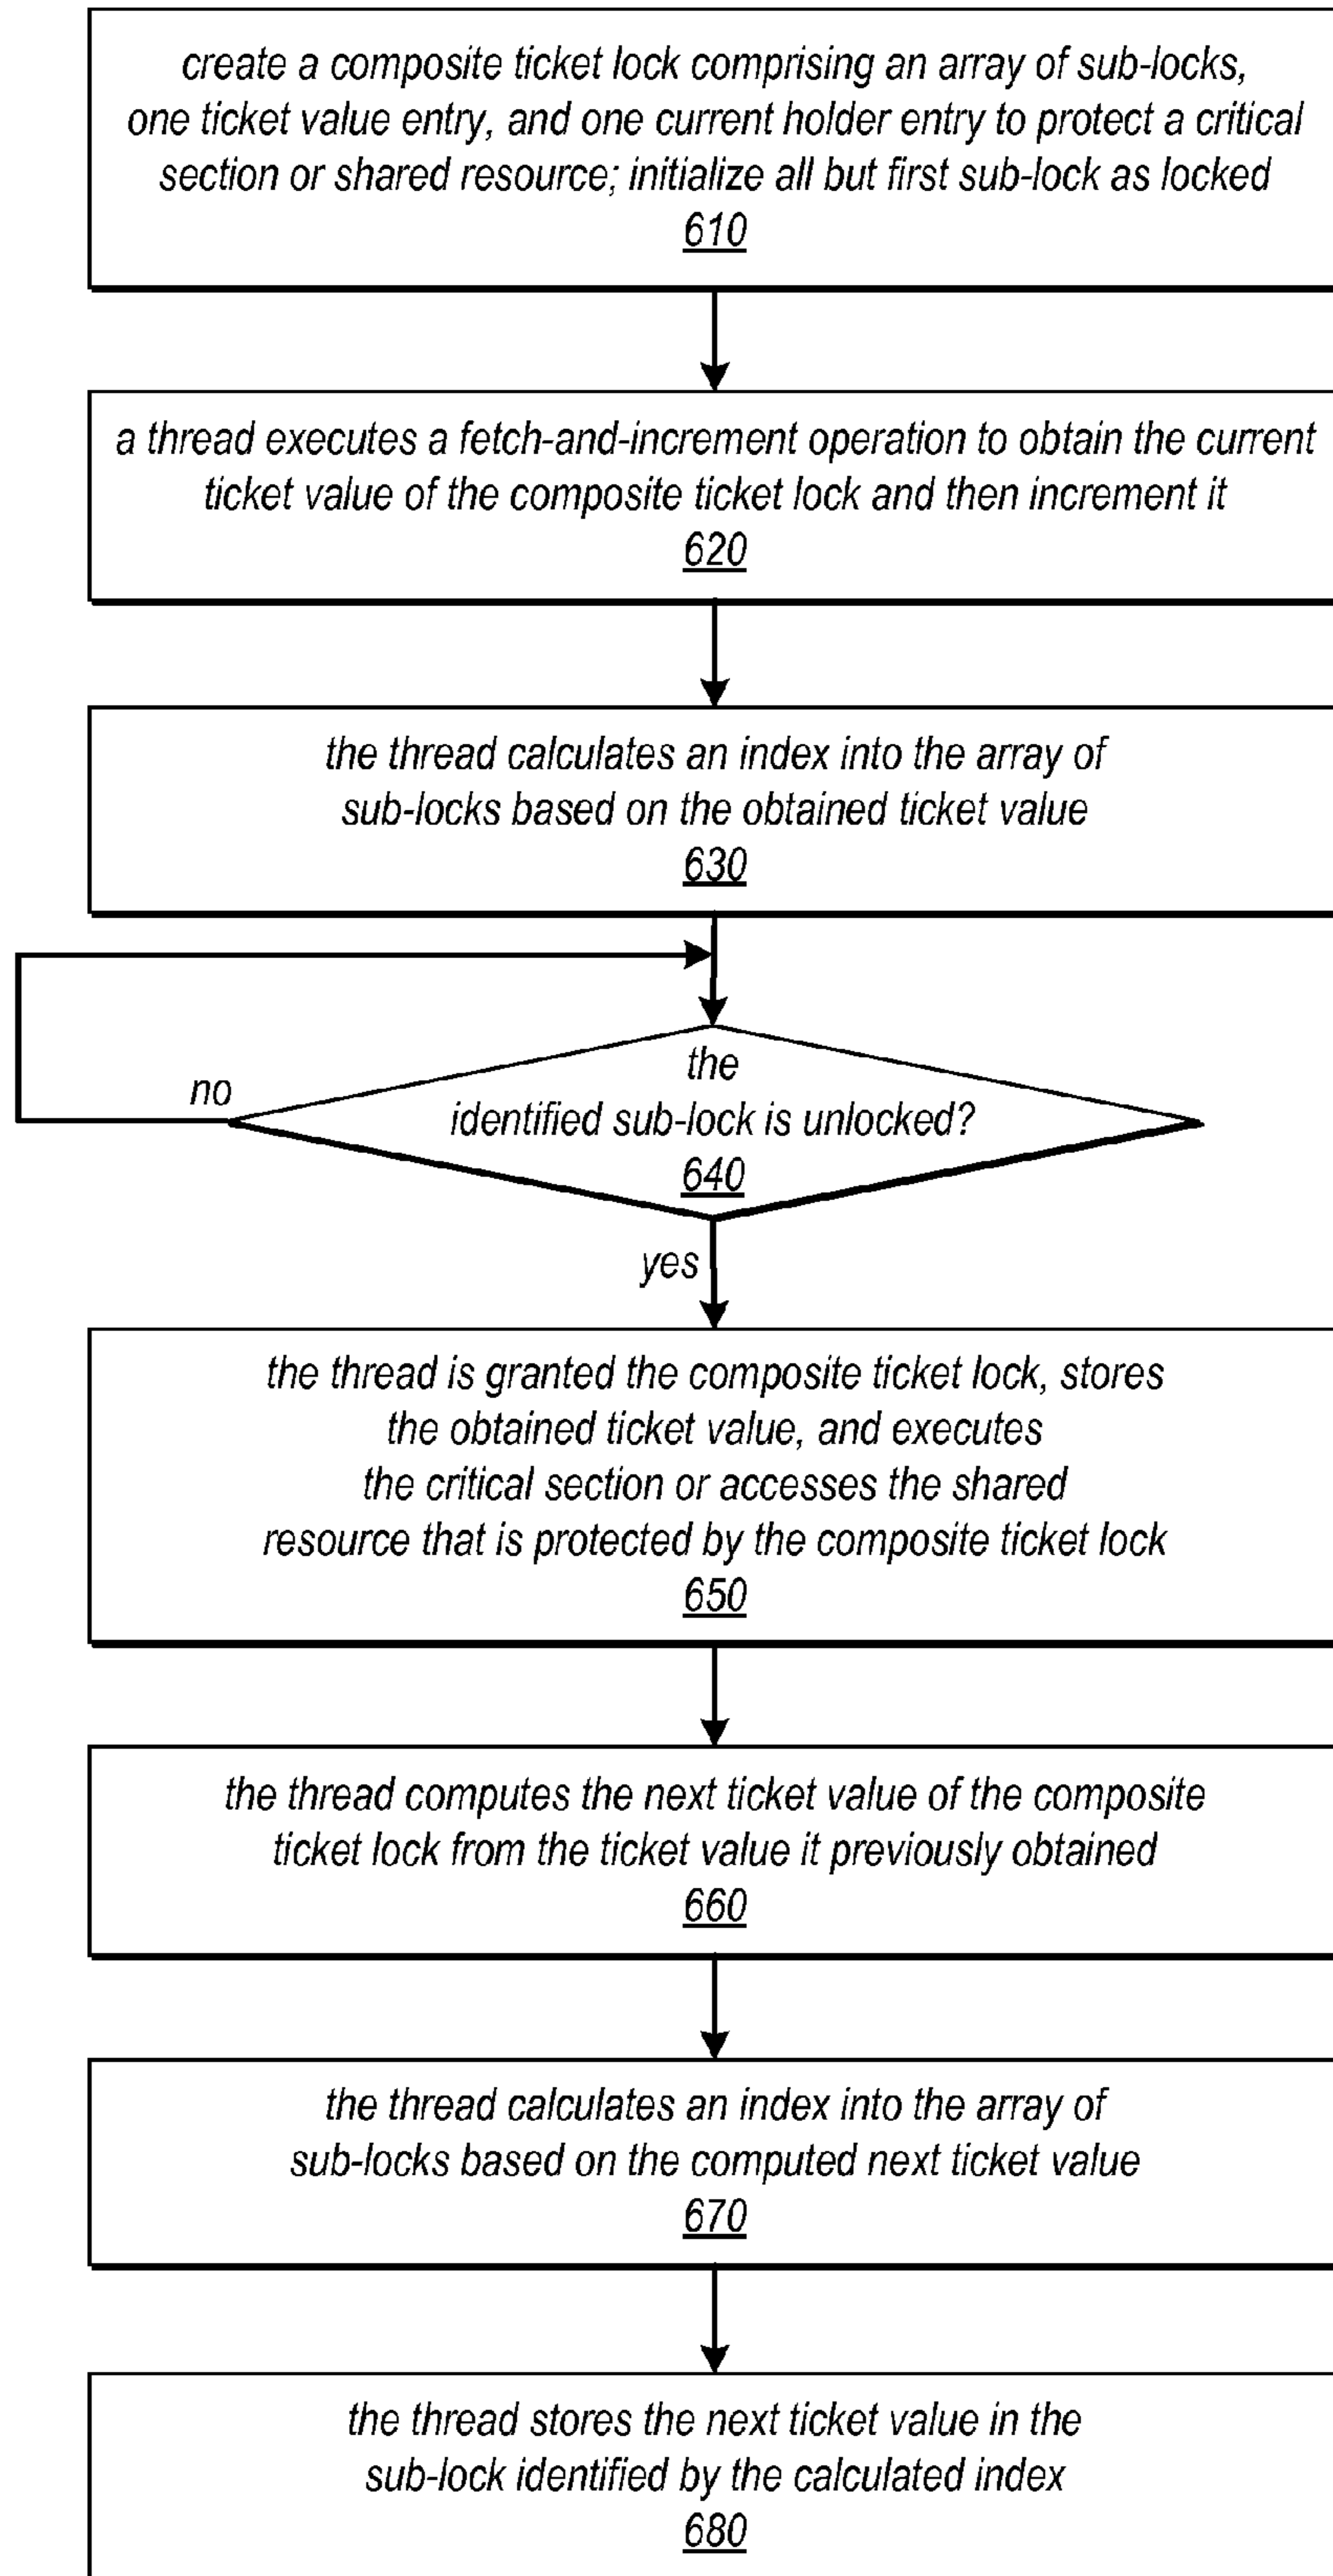 create a composite ticket lock comprising an array of sub-locks,
one ticket value entry, and one current holder entry to protect a critical
section or shared resource; initialize all but first sub-lock as locked
610
a thread executes a fetch-and-increment operation to obtain the current
ticket value of the composite ticket lock and then increment it
620
the thread calculates an index into the array of
sub-locks based on the obtained ticket value
630
no
the
identified sub-lock is unlocked?
640
yes
the thread is granted the composite ticket lock, stores
the obtained ticket value, and executes
the critical section or accesses the shared
resource that is protected by the composite ticket lock
650
the thread computes the next ticket value of the composite
ticket lock from the ticket value it previously obtained
660
the thread calculates an index into the array of
sub-locks based on the computed next ticket value
670
the thread stores the next ticket value in the
sub-lock identified by the calculated index
680